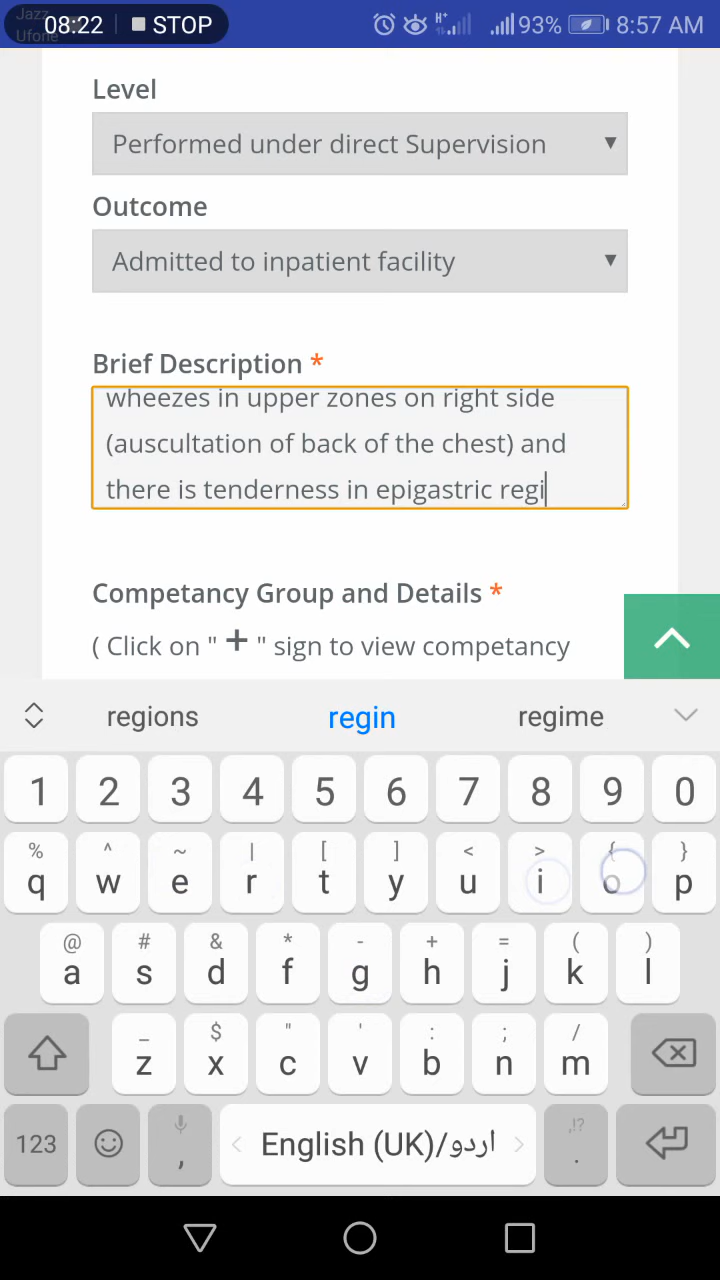 Jazz
Ufone
08:22 STOP H+ 93% 8:57 AM
Level
Performed under direct Supervision
Outcome
Admitted to inpatient facility
Brief Description *
wheezes in upper zones on right side
(auscultation of back of the chest) and
there is tenderness in epigastric regi
Competancy Group and Details *
( Click on " + " sign to view competancy
regions regin regime
1 2 3 4 5 6 7 8 9 0
% ^ ~ | [ ] < > { }
q w e r t y u i o p
@ # & * - + = ( )
a s d f g h j k l
_ $ " ' : ; /
z x c v b n m
,!?
123 , English (UK)/اردو .